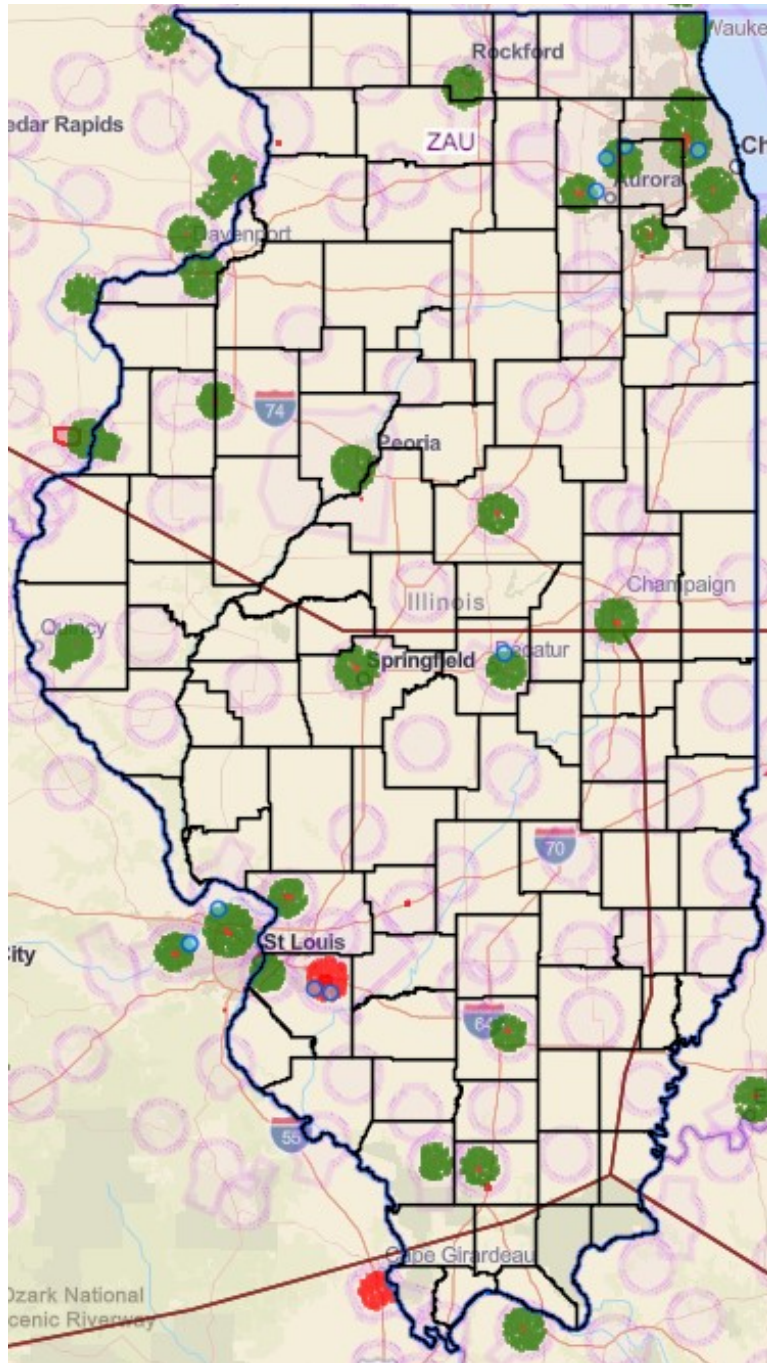 Wauke
Rockford
edar Rapids
ZAU
Ch
Aurora
Davenport
74
Peoria
Champaign
Illinois
Quincy
Decatur
Springfield
70
St Louis
ity
64
E
55
Cape Girardeau
Ozark National
cenic Riverway